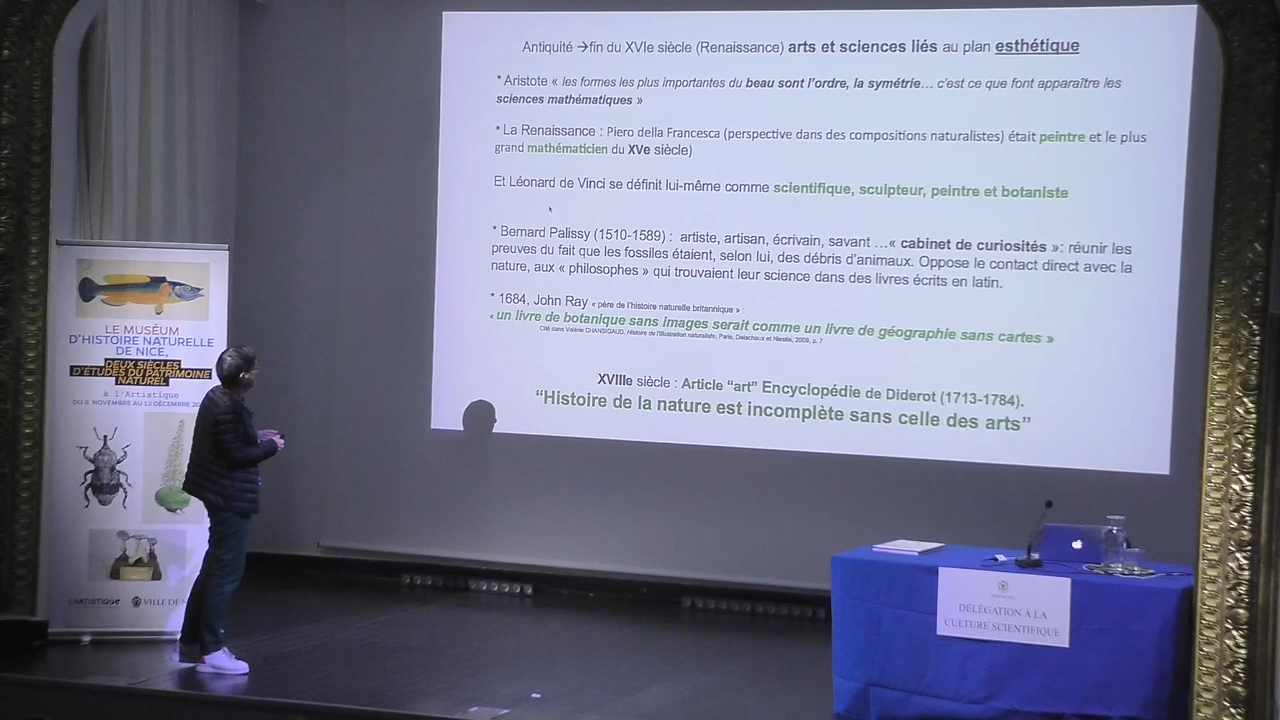 Antiquité →fin du XVIe siècle (Renaissance) arts et sciences liés au plan esthétique
* Aristote « les formes les plus importantes du beau sont l'ordre, la symétrie… c'est ce que font apparaître les
sciences mathématiques »
* La Renaissance : Piero della Francesca (perspective dans des compositions naturalistes) était peintre et le plus
grand mathématicien du XVe siècle)
Et Léonard de Vinci se définit lui-même comme scientifique, sculpteur, peintre et botaniste
* Bernard Palissy (1510-1589) : artiste, artisan, écrivain, savant …« cabinet de curiosités »: réunir les
preuves du fait que les fossiles étaient, selon lui, des débris d'animaux. Oppose le contact direct avec la
nature, aux « philosophes » qui trouvaient leur science dans des livres écrits en latin.
* 1684, John Ray « père de l'histoire naturelle britannique » :
« un livre de botanique sans images serait comme un livre de géographie sans cartes »
Cité dans Valérie CHANSIGAUD, Histoire de l'illustration naturaliste, Paris, Delachaux et Niestlé, 2009, p. 7.
XVIIIe siècle : Article “art” Encyclopédie de Diderot (1713-1784).
“Histoire de la nature est incomplète sans celle des arts”
LE MUSÉUM
D'HISTOIRE NATURELLE
DE NICE,
DEUX SIÈCLES
D'ÉTUDES DU PATRIMOINE
NATUREL
à l'Artistique
DU 8 NOVEMBRE AU 13 DÉCEMBRE 20
L'ARTISTIQUE VILLE DE N
DÉLÉGATION À LA
CULTURE SCIENTIFIQUE